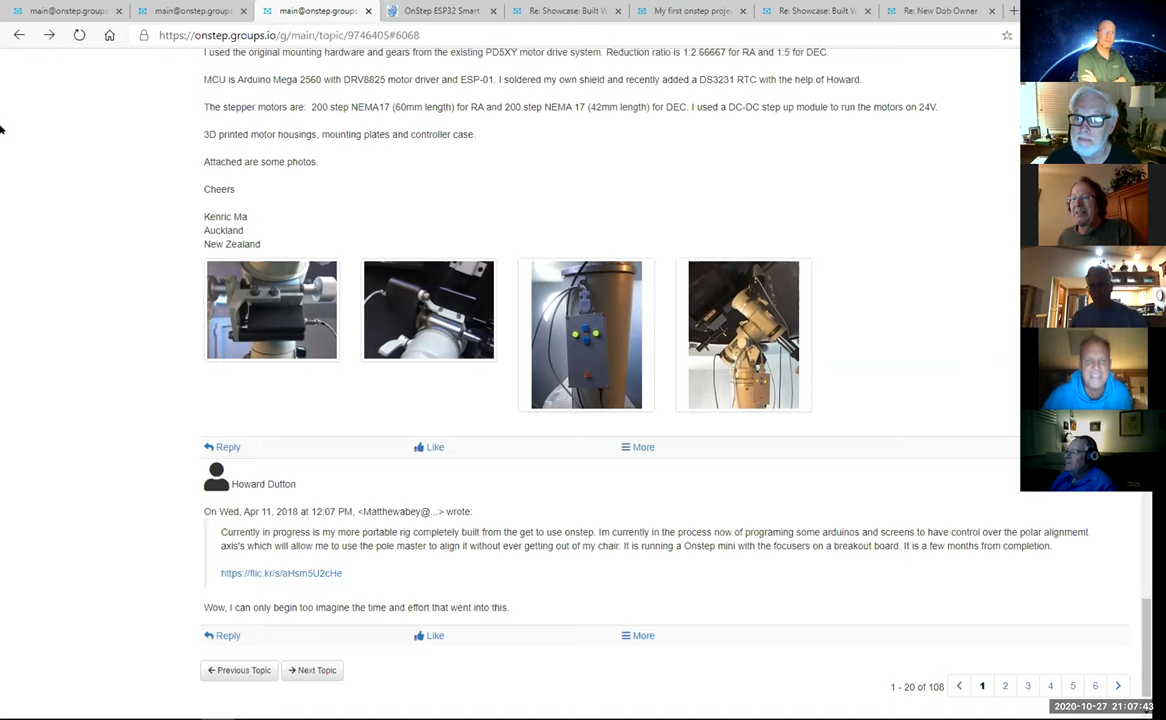 main@onstep.groups
main@onstep.groups
main@onstep.groups
OnStep ESP32 Smart
Re: Showcase: Built W
My first onstep proje
Re: Showcase: Built W
Re: New Dob Owner
https://onstep.groups.io/g/main/topic/9746405#6068
I used the original mounting hardware and gears from the existing PD5XY motor drive system. Reduction ratio is 1:2.66667 for RA and 1:5 for DEC.
MCU is Arduino Mega 2560 with DRV8825 motor driver and ESP-01. I soldered my own shield and recently added a DS3231 RTC with the help of Howard.
The stepper motors are: 200 step NEMA17 (60mm length) for RA and 200 step NEMA 17 (42mm length) for DEC. I used a DC-DC step up module to run the motors on 24V.
3D printed motor housings, mounting plates and controller case.
Attached are some photos.
Cheers
Kenric Ma
Auckland
New Zealand
Reply Like More
Howard Dutton
On Wed, Apr 11, 2018 at 12:07 PM, <Matthewabey@...> wrote:
Currently in progress is my more portable rig completely built from the get to use onstep. Im currently in the process now of programing some arduinos and screens to have control over the polar alignmemt
axis's which will allow me to use the pole master to align it without ever getting out of my chair. It is running a Onstep mini with the focusers on a breakout board. It is a few months from completion.
https://flic.kr/s/aHsm5U2cHe
Wow, I can only begin too imagine the time and effort that went into this.
Reply Like More
Previous Topic Next Topic
1 - 20 of 108 1 2 3 4 5 6
2020-10-27 21:07:43